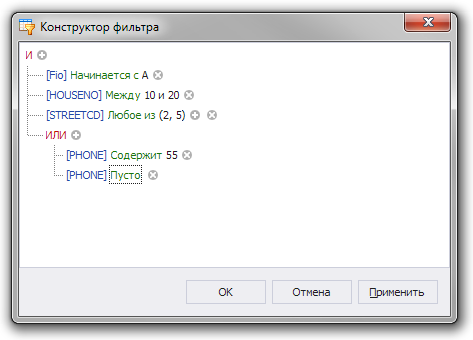 Конструктор фильтра
И
[Fio] Начинается с А
[HOUSENO] Между 10 и 20
[STREETCD] Любое из (2, 5)
ИЛИ
[PHONE] Содержит 55
[PHONE] Пусто
OK Отмена Применить